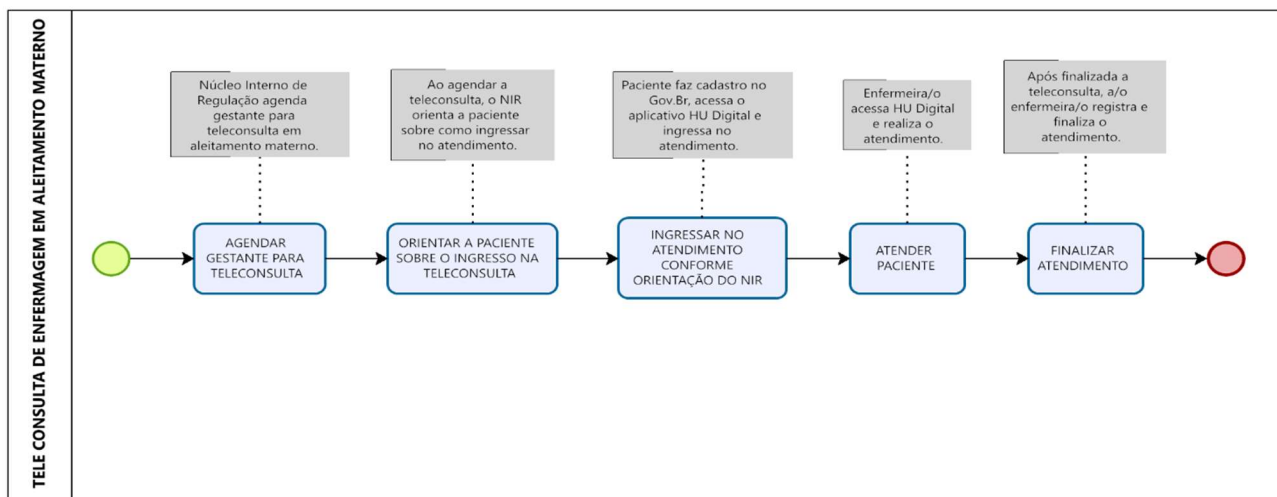 TELE CONSULTA DE ENFERMAGEM EM ALEITAMENTO MATERNO
Núcleo Interno de
Regulação agenda
gestante para
teleconsulta em
aleitamento materno.
Ao agendar a
teleconsulta, o NIR
orienta a paciente
sobre como ingressar
no atendimento.
Paciente faz cadastro no
Gov.Br, acessa o
aplicativo HU Digital e
ingressa no
atendimento.
Enfermeira/o
acessa HU Digital
e realiza o
atendimento.
Após finalizada a
teleconsulta, a/o
enfermeira/o registra e
finaliza o
atendimento.
AGENDAR
GESTANTE PARA
TELECONSULTA
ORIENTAR A PACIENTE
SOBRE O INGRESSO NA
TELECONSULTA
INGRESSAR NO
ATENDIMENTO
CONFORME
ORIENTAÇÃO DO NIR
ATENDER
PACIENTE
FINALIZAR
ATENDIMENTO